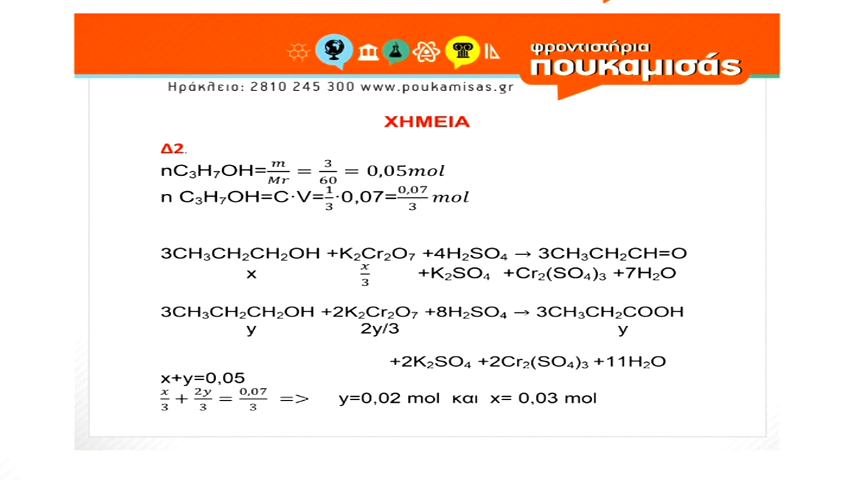 φροντιστήρια
πουκαμισάς
Ηράκλειο: 2810 245 300 www.poukamisas.gr
ΧΗΜΕΙΑ
Δ2.
nC₃H₇OH=m/Mr = 3/60 = 0,05mol
n C₃H₇OH=C·V=1/3·0,07=0,07/3 mol
3CH₃CH₂CH₂OH +K₂Cr₂O₇ +4H₂SO₄ → 3CH₃CH₂CH=O
x x/3 +K₂SO₄ +Cr₂(SO₄)₃ +7H₂O
3CH₃CH₂CH₂OH +2K₂Cr₂O₇ +8H₂SO₄ → 3CH₃CH₂COOH
y 2y/3 y
+2K₂SO₄ +2Cr₂(SO₄)₃ +11H₂O
x+y=0,05
x/3 + 2y/3 = 0,07/3 => y=0,02 mol και x= 0,03 mol